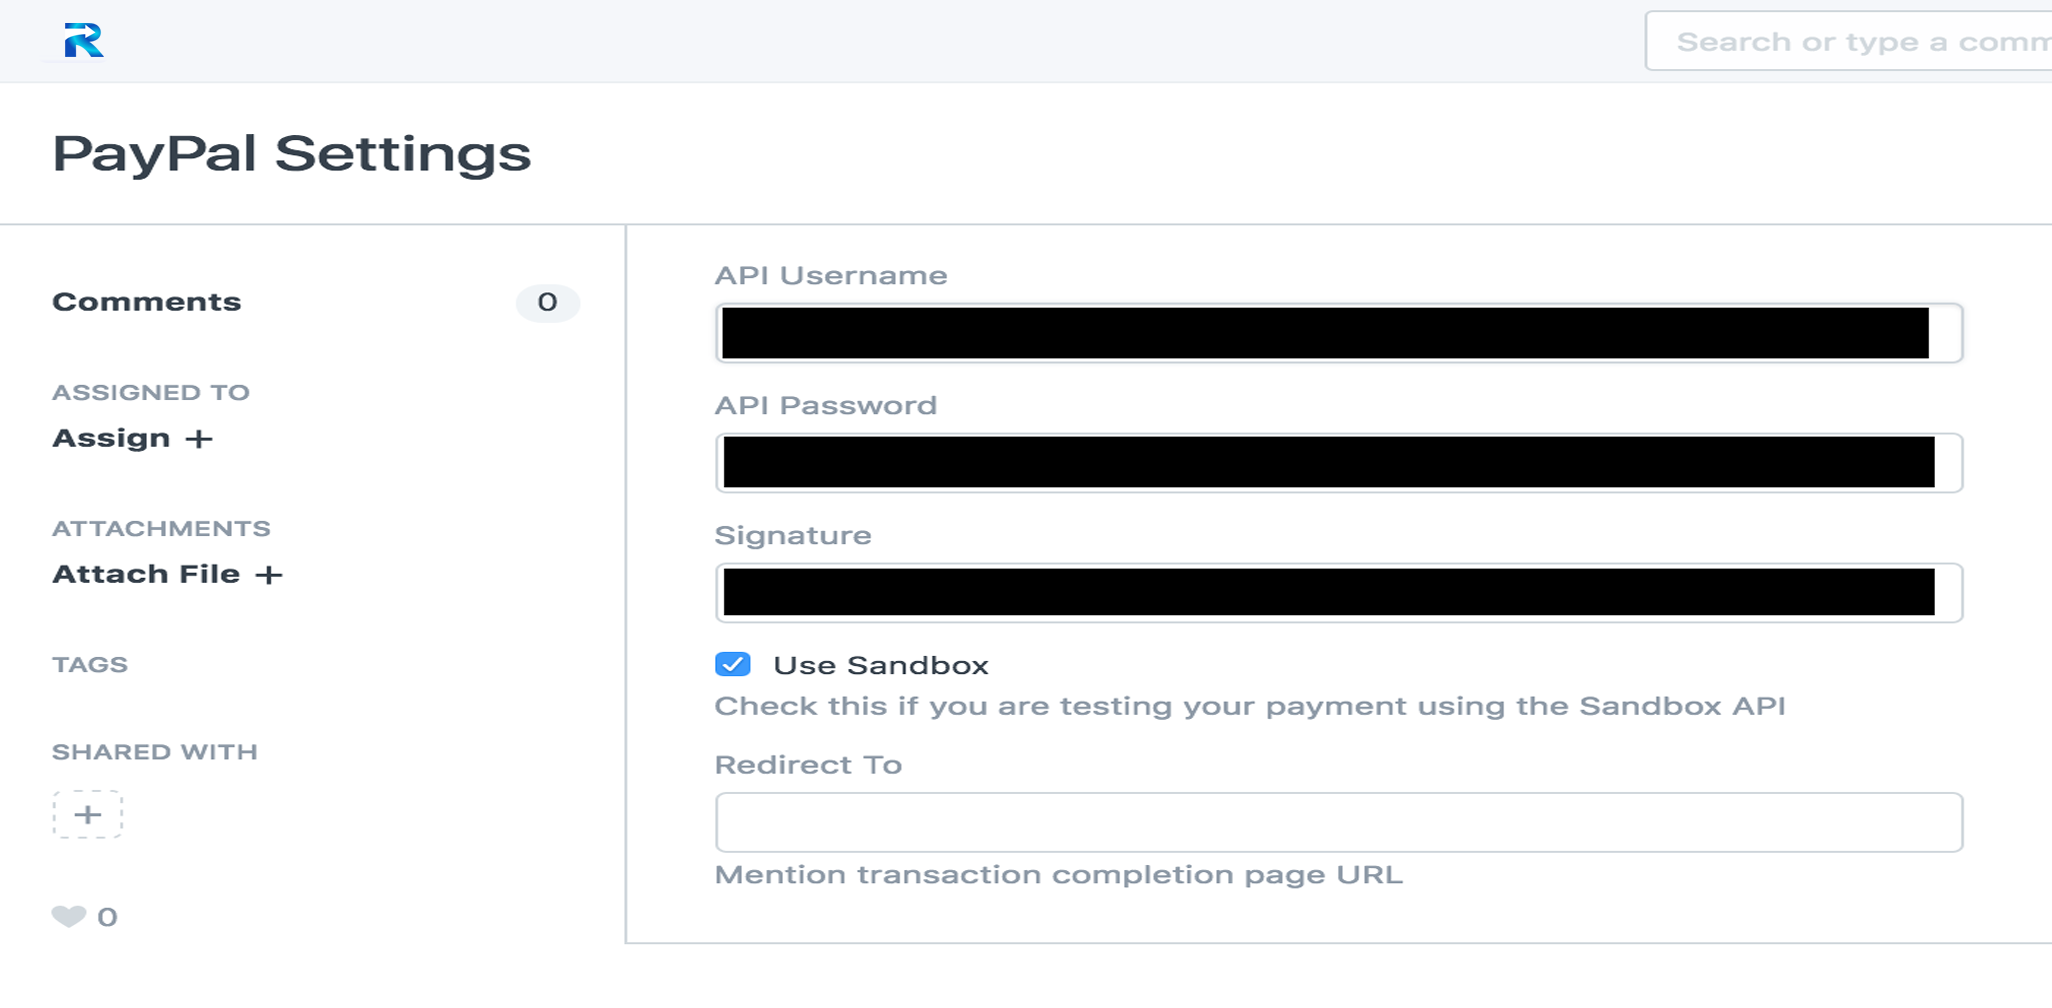 Search or type a comm
PayPal Settings
Comments 0
ASSIGNED TO
Assign +
ATTACHMENTS
Attach File +
TAGS
SHARED WITH
+
0
API Username
API Password
Signature
Use Sandbox
Check this if you are testing your payment using the Sandbox API
Redirect To
Mention transaction completion page URL